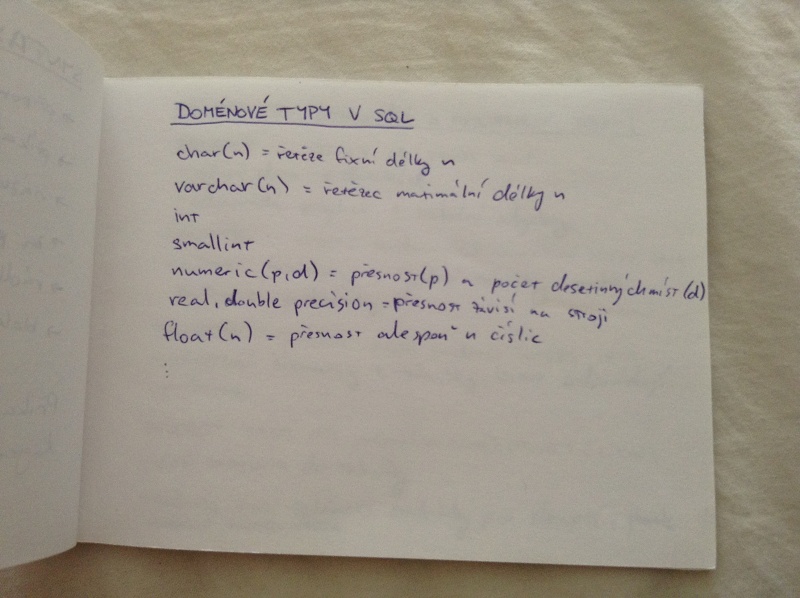 DOMÉNOVÉ TYPY V SQL
char(n) = řetěze fixní délky n
varchar(n) = řetězec maximální délky n
int
smallint
numeric(p,d) = přesnost(p) a počet desetinných míst(d)
real, double precision = přesnost závisí na stroji
float(n) = přesnost alespoň n číslic
⋮